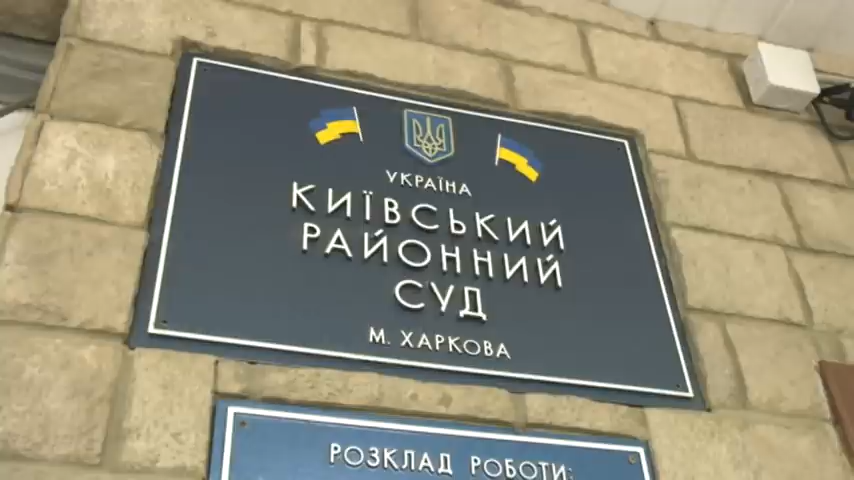 УКРАЇНА
КИЇВСЬКИЙ
РАЙОННИЙ
СУД
М. ХАРКОВА
РОЗКЛАД РОБОТИ: